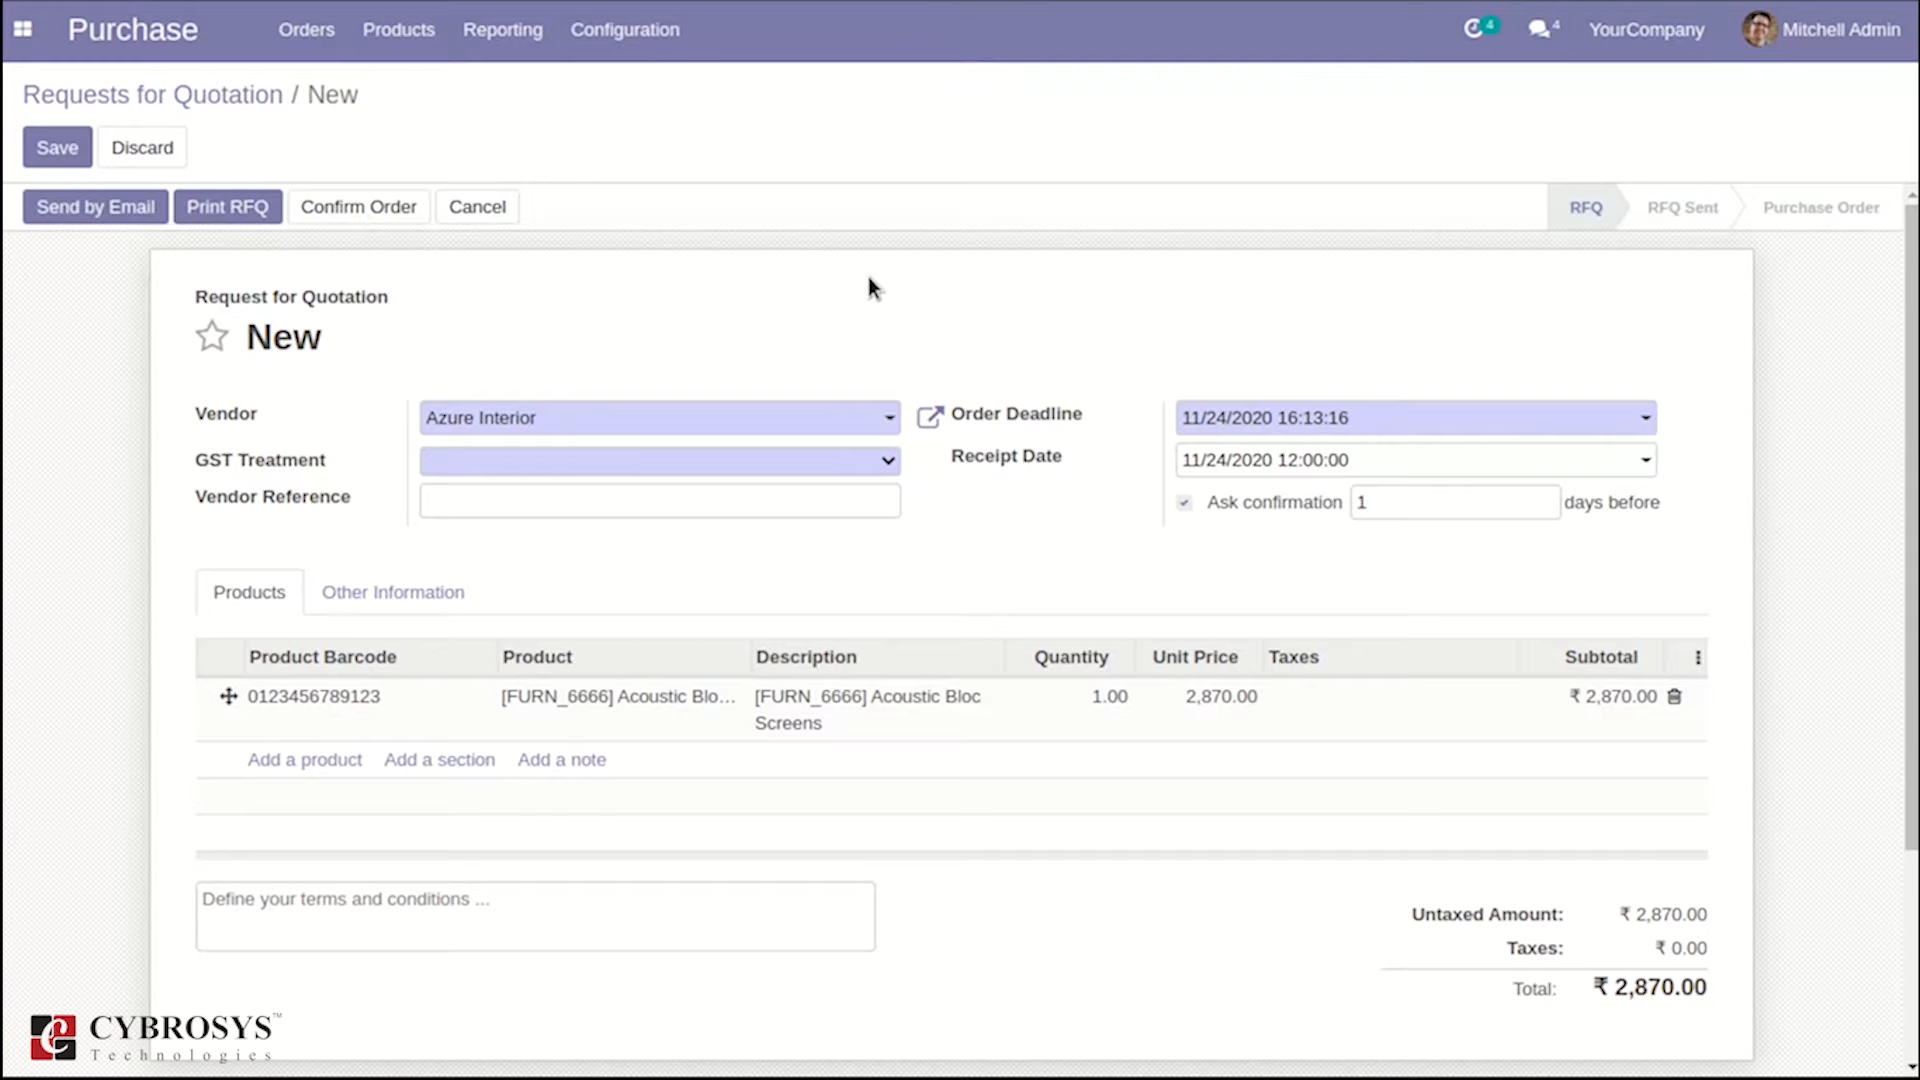 Purchase Orders Products Reporting Configuration 4 4 YourCompany Mitchell Admin
Requests for Quotation / New
Save Discard
Send by Email Print RFQ Confirm Order Cancel RFQ RFQ Sent Purchase Order
Request for Quotation
New
Vendor Azure Interior Order Deadline 11/24/2020 16:13:16
GST Treatment Receipt Date 11/24/2020 12:00:00
Vendor Reference Ask confirmation 1 days before
Products Other Information
Product Barcode Product Description Quantity Unit Price Taxes Subtotal
0123456789123 [FURN_6666] Acoustic Blo... [FURN_6666] Acoustic Bloc 1.00 2,870.00 ₹ 2,870.00
Screens
Add a product Add a section Add a note
Define your terms and conditions ...
Untaxed Amount: ₹ 2,870.00
Taxes: ₹ 0.00
Total: ₹ 2,870.00
CYBROSYS™
Technologies